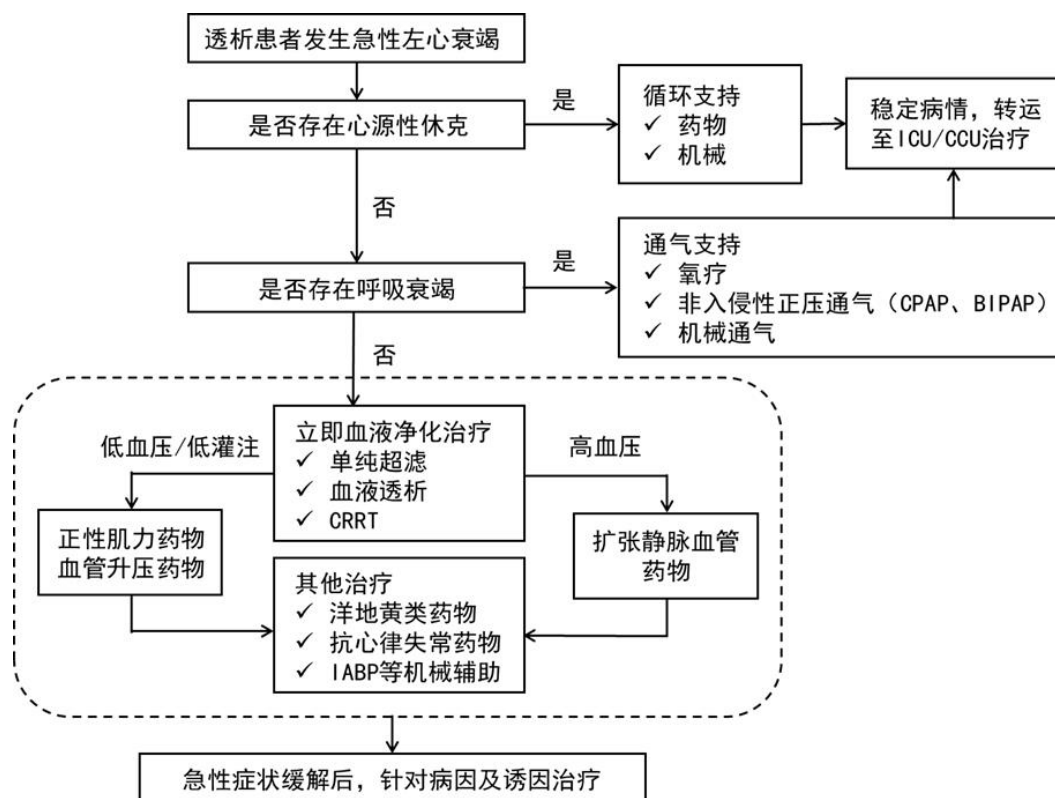 透析患者发生急性左心衰竭
是否存在心源性休克
是
循环支持
✓ 药物
✓ 机械
稳定病情，转运
至ICU/CCU治疗
否
是否存在呼吸衰竭
是
通气支持
✓ 氧疗
✓ 非入侵性正压通气（CPAP、BIPAP）
✓ 机械通气
否
低血压/低灌注
立即血液净化治疗
✓ 单纯超滤
✓ 血液透析
✓ CRRT
高血压
正性肌力药物
血管升压药物
扩张静脉血管
药物
其他治疗
✓ 洋地黄类药物
✓ 抗心律失常药物
✓ IABP等机械辅助
急性症状缓解后，针对病因及诱因治疗